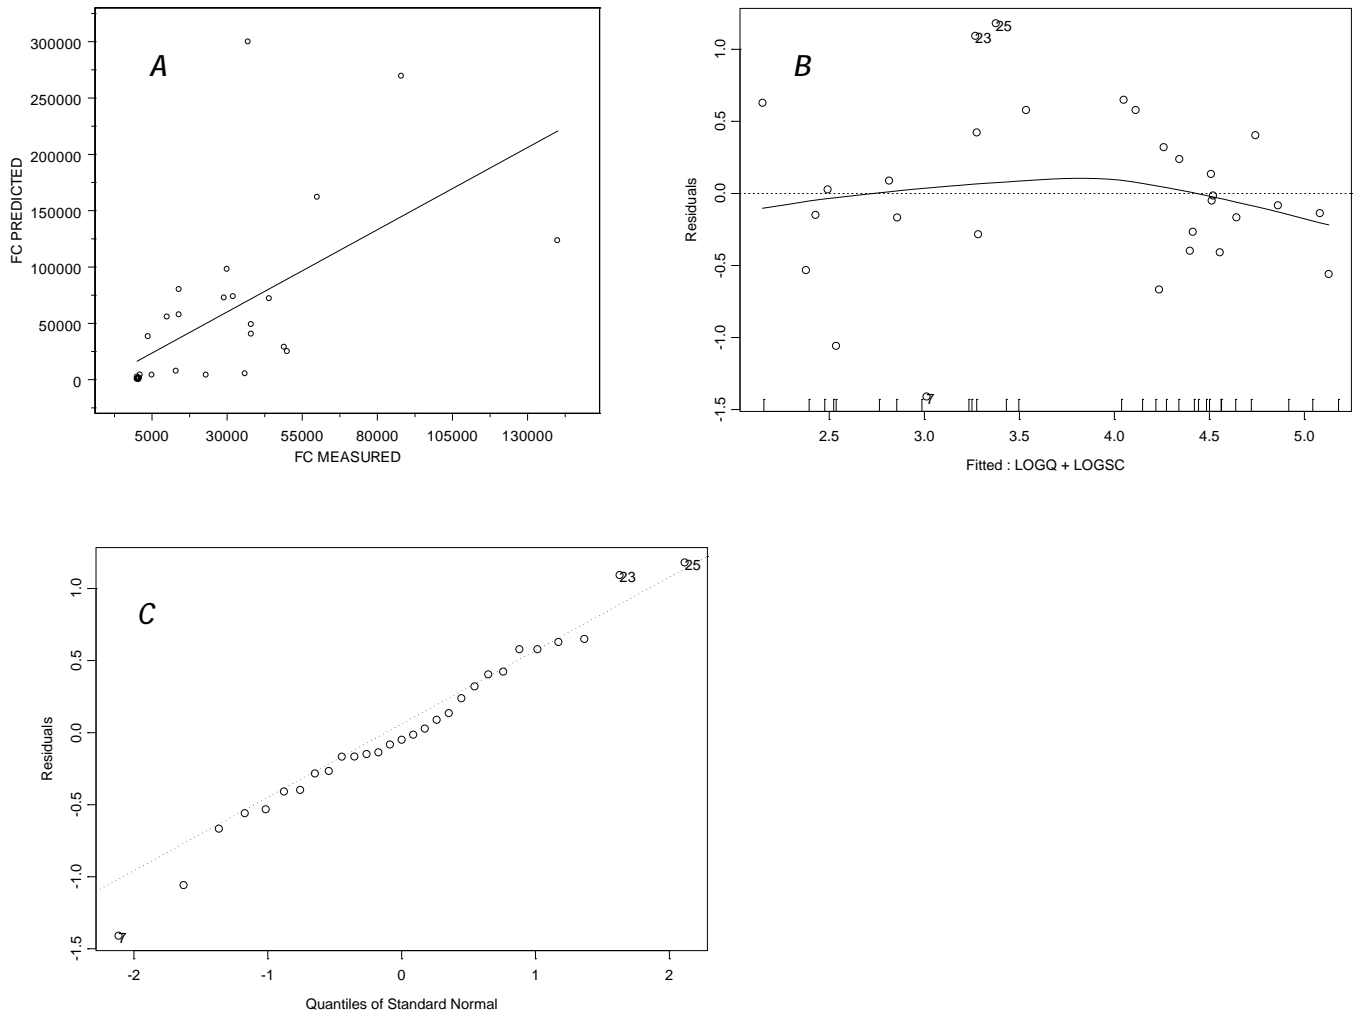 A
300000
250000
200000
150000
100000
50000
0
FC PREDICTED
5000 30000 55000 80000 105000 130000
FC MEASURED
B
23
25
7
1.0
0.5
0.0
-0.5
-1.0
-1.5
Residuals
2.5 3.0 3.5 4.0 4.5 5.0
Fitted : LOGQ + LOGSC
C
23
25
7
1.0
0.5
0.0
-0.5
-1.0
-1.5
Residuals
-2 -1 0 1 2
Quantiles of Standard Normal